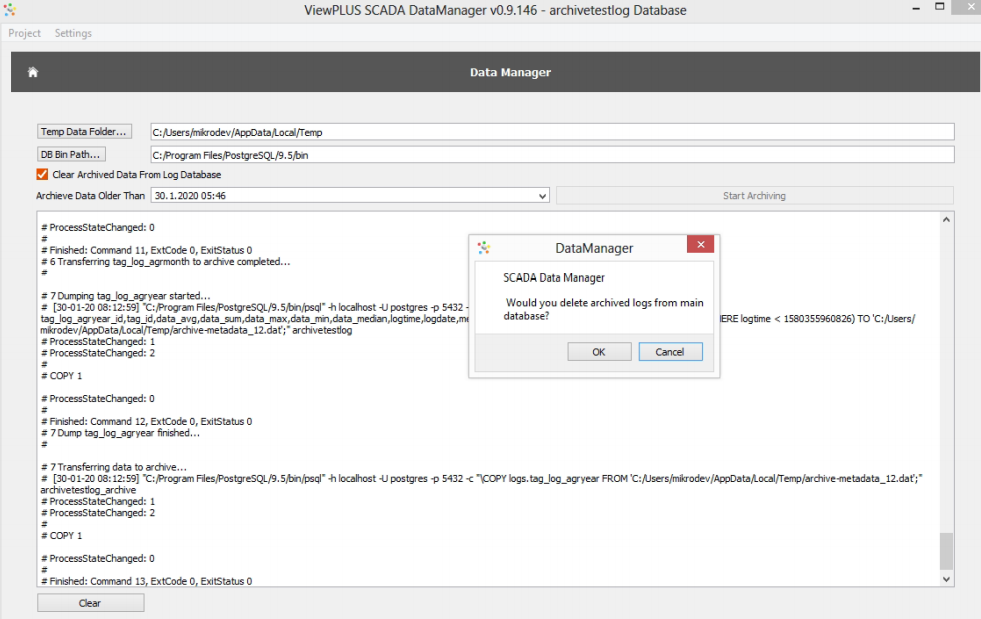 ViewPLUS SCADA DataManager v0.9.146 - archivetestlog Database
Project Settings
Data Manager
Temp Data Folder... C:/Users/mikrodev/AppData/Local/Temp
DB Bin Path... C:/Program Files/PostgreSQL/9.5/bin
Clear Archived Data From Log Database
Archieve Data Older Than 30.1.2020 05:46 Start Archiving
# ProcessStateChanged: 0
#
# Finished: Command 11, ExtCode 0, ExitStatus 0
# 6 Transferring tag_log_agrmonth to archive completed...
#
# 7 Dumping tag_log_agryear started...
# [30-01-20 08:12:59] "C:/Program Files/PostgreSQL/9.5/bin/psql" -h localhost -U postgres -p 5432 -
tag_log_agryear_id,tag_id,data_avg,data_sum,data_max,data_min,data_median,logtime,logdate,me ERE logtime < 1580355960826) TO 'C:/Users/
mikrodev/AppData/Local/Temp/archive-metadata_12.dat';" archivetestlog
# ProcessStateChanged: 1
# ProcessStateChanged: 2
#
# COPY 1
# ProcessStateChanged: 0
#
# Finished: Command 12, ExtCode 0, ExitStatus 0
# 7 Dump tag_log_agryear finished...
#
# 7 Transferring data to archive...
# [30-01-20 08:12:59] "C:/Program Files/PostgreSQL/9.5/bin/psql" -h localhost -U postgres -p 5432 -c "\COPY logs.tag_log_agryear FROM 'C:/Users/mikrodev/AppData/Local/Temp/archive-metadata_12.dat';"
archivetestlog_archive
# ProcessStateChanged: 1
# ProcessStateChanged: 2
#
# COPY 1
# ProcessStateChanged: 0
#
# Finished: Command 13, ExtCode 0, ExitStatus 0
Clear
DataManager
SCADA Data Manager
Would you delete archived logs from main
database?
OK Cancel